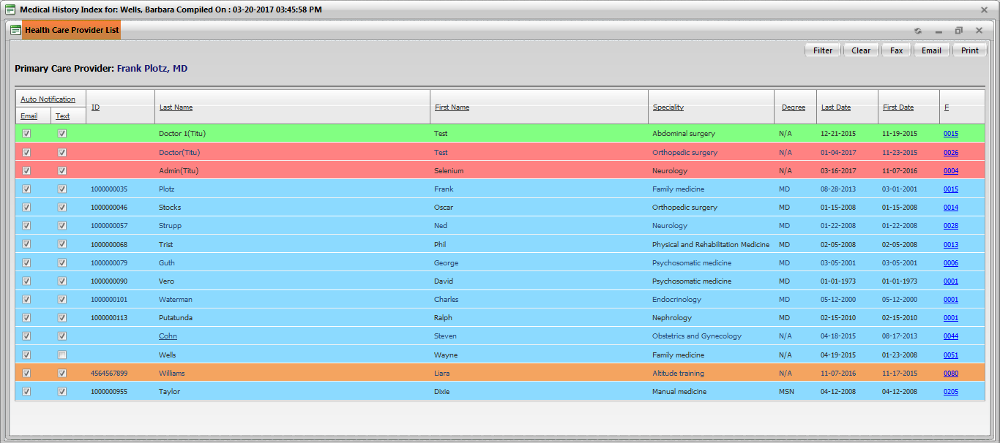 Medical History Index for: Wells, Barbara Compiled On : 03-20-2017 03:45:58 PM
Health Care Provider List
Filter Clear Fax Email Print
Primary Care Provider: Frank Plotz, MD
Auto Notification
Email Text ID Last Name First Name Speciality Degree Last Date First Date F
Doctor 1(Titu) Test Abdominal surgery N/A 12-21-2015 11-19-2015 0015
Doctor(Titu) Test Orthopedic surgery N/A 01-04-2017 11-23-2015 0026
Admin(Titu) Selenium Neurology N/A 03-16-2017 11-07-2016 0004
1000000035 Plotz Frank Family medicine MD 08-28-2013 03-01-2001 0015
1000000046 Stocks Oscar Orthopedic surgery MD 01-15-2008 01-15-2008 0014
1000000057 Strupp Ned Neurology MD 01-22-2008 01-22-2008 0028
1000000068 Trist Phil Physical and Rehabilitation Medicine MD 02-05-2008 02-05-2008 0013
1000000079 Guth George Psychosomatic medicine MD 03-05-2001 03-05-2001 0006
1000000090 Vero David Psychosomatic medicine MD 01-01-1973 01-01-1973 0001
1000000101 Waterman Charles Endocrinology MD 05-12-2000 05-12-2000 0001
1000000113 Putatunda Ralph Nephrology MD 02-15-2010 02-15-2010 0001
Cohn Steven Obstetrics and Gynecology N/A 04-18-2015 08-17-2013 0044
Wells Wayne Family medicine N/A 04-19-2015 01-23-2008 0051
4564567899 Williams Liara Altitude training N/A 11-07-2016 11-17-2015 0080
1000000955 Taylor Dixie Manual medicine MSN 04-12-2008 04-12-2008 0205